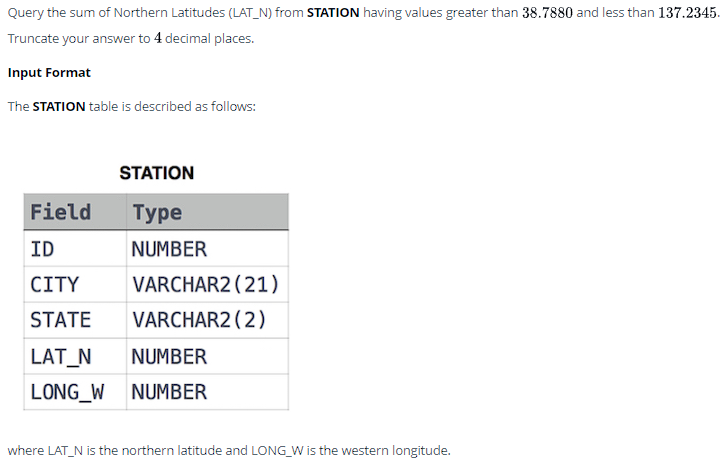 Query the sum of Northern Latitudes (LAT_N) from STATION having values greater than 38.7880 and less than 137.2345.
Truncate your answer to 4 decimal places.
Input Format
The STATION table is described as follows:
STATION
Field Type
ID NUMBER
CITY VARCHAR2(21)
STATE VARCHAR2(2)
LAT_N NUMBER
LONG_W NUMBER
where LAT_N is the northern latitude and LONG_W is the western longitude.